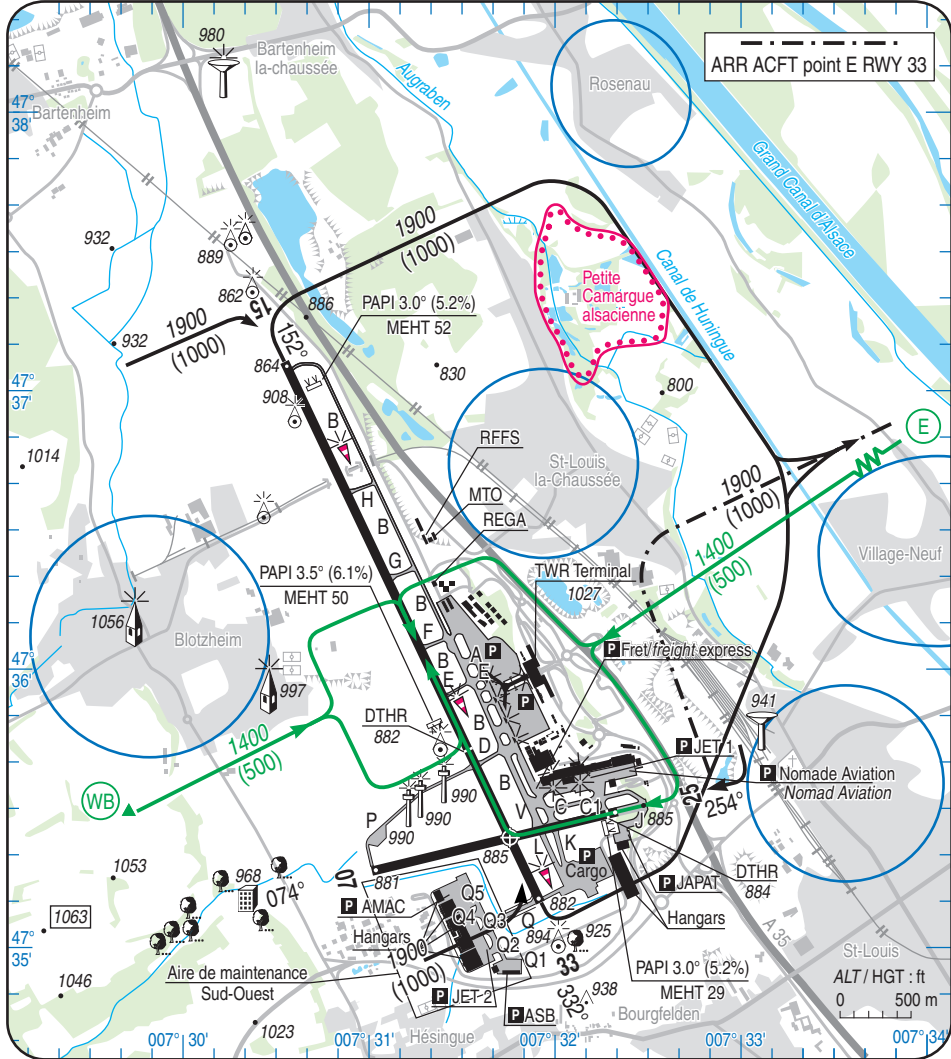 980
Bartenheim
la-chaussée
Augraben
Rosenau
ARR ACFT point E RWY 33
47°
38'
Bartenheim
Grand Canal d'Alsace
1900
(1000)
932
889
862
15
886
PAPI 3.0° (5.2%)
MEHT 52
Petite
Camargue
alsacienne
Canal de Huningue
1900
(1000)
932
152°
864
830
800
47°
37'
908
B
E
1014
RFFS
St-Louis
la-Chaussée
1900
(1000)
H
MTO
B
REGA
G
1400
(500)
Village-Neuf
PAPI 3.5° (6.1%)
MEHT 50
TWR Terminal
1027
1056
B
F
Blotzheim
P Fret/freight express
A
P
E
47°
36'
B
E
997
P
941
DTHR
882
B
D
1400
(500)
P JET 1
P Nomade Aviation
Nomad Aviation
WB
990
990
990
B
V
C
C1
25
254°
J
885
P
885
L
K
P
Cargo
DTHR
884
1053
968
074°
07
881
882
P JAPAT
1063
P AMAC
Q5
Q4
Q3
Q
Hangars
Hangars
894
925
A 35
47°
35'
1900
(1000)
Q2
Q1
33
St-Louis
Aire de maintenance
Sud-Ouest
PAPI 3.0° (5.2%)
MEHT 29
ALT / HGT : ft
1046
P JET 2
332°
938
0 500 m
1023
Hésingue
P ASB
Bourgfelden
007° 30'
007° 31'
007° 32'
007° 33'
007° 34'